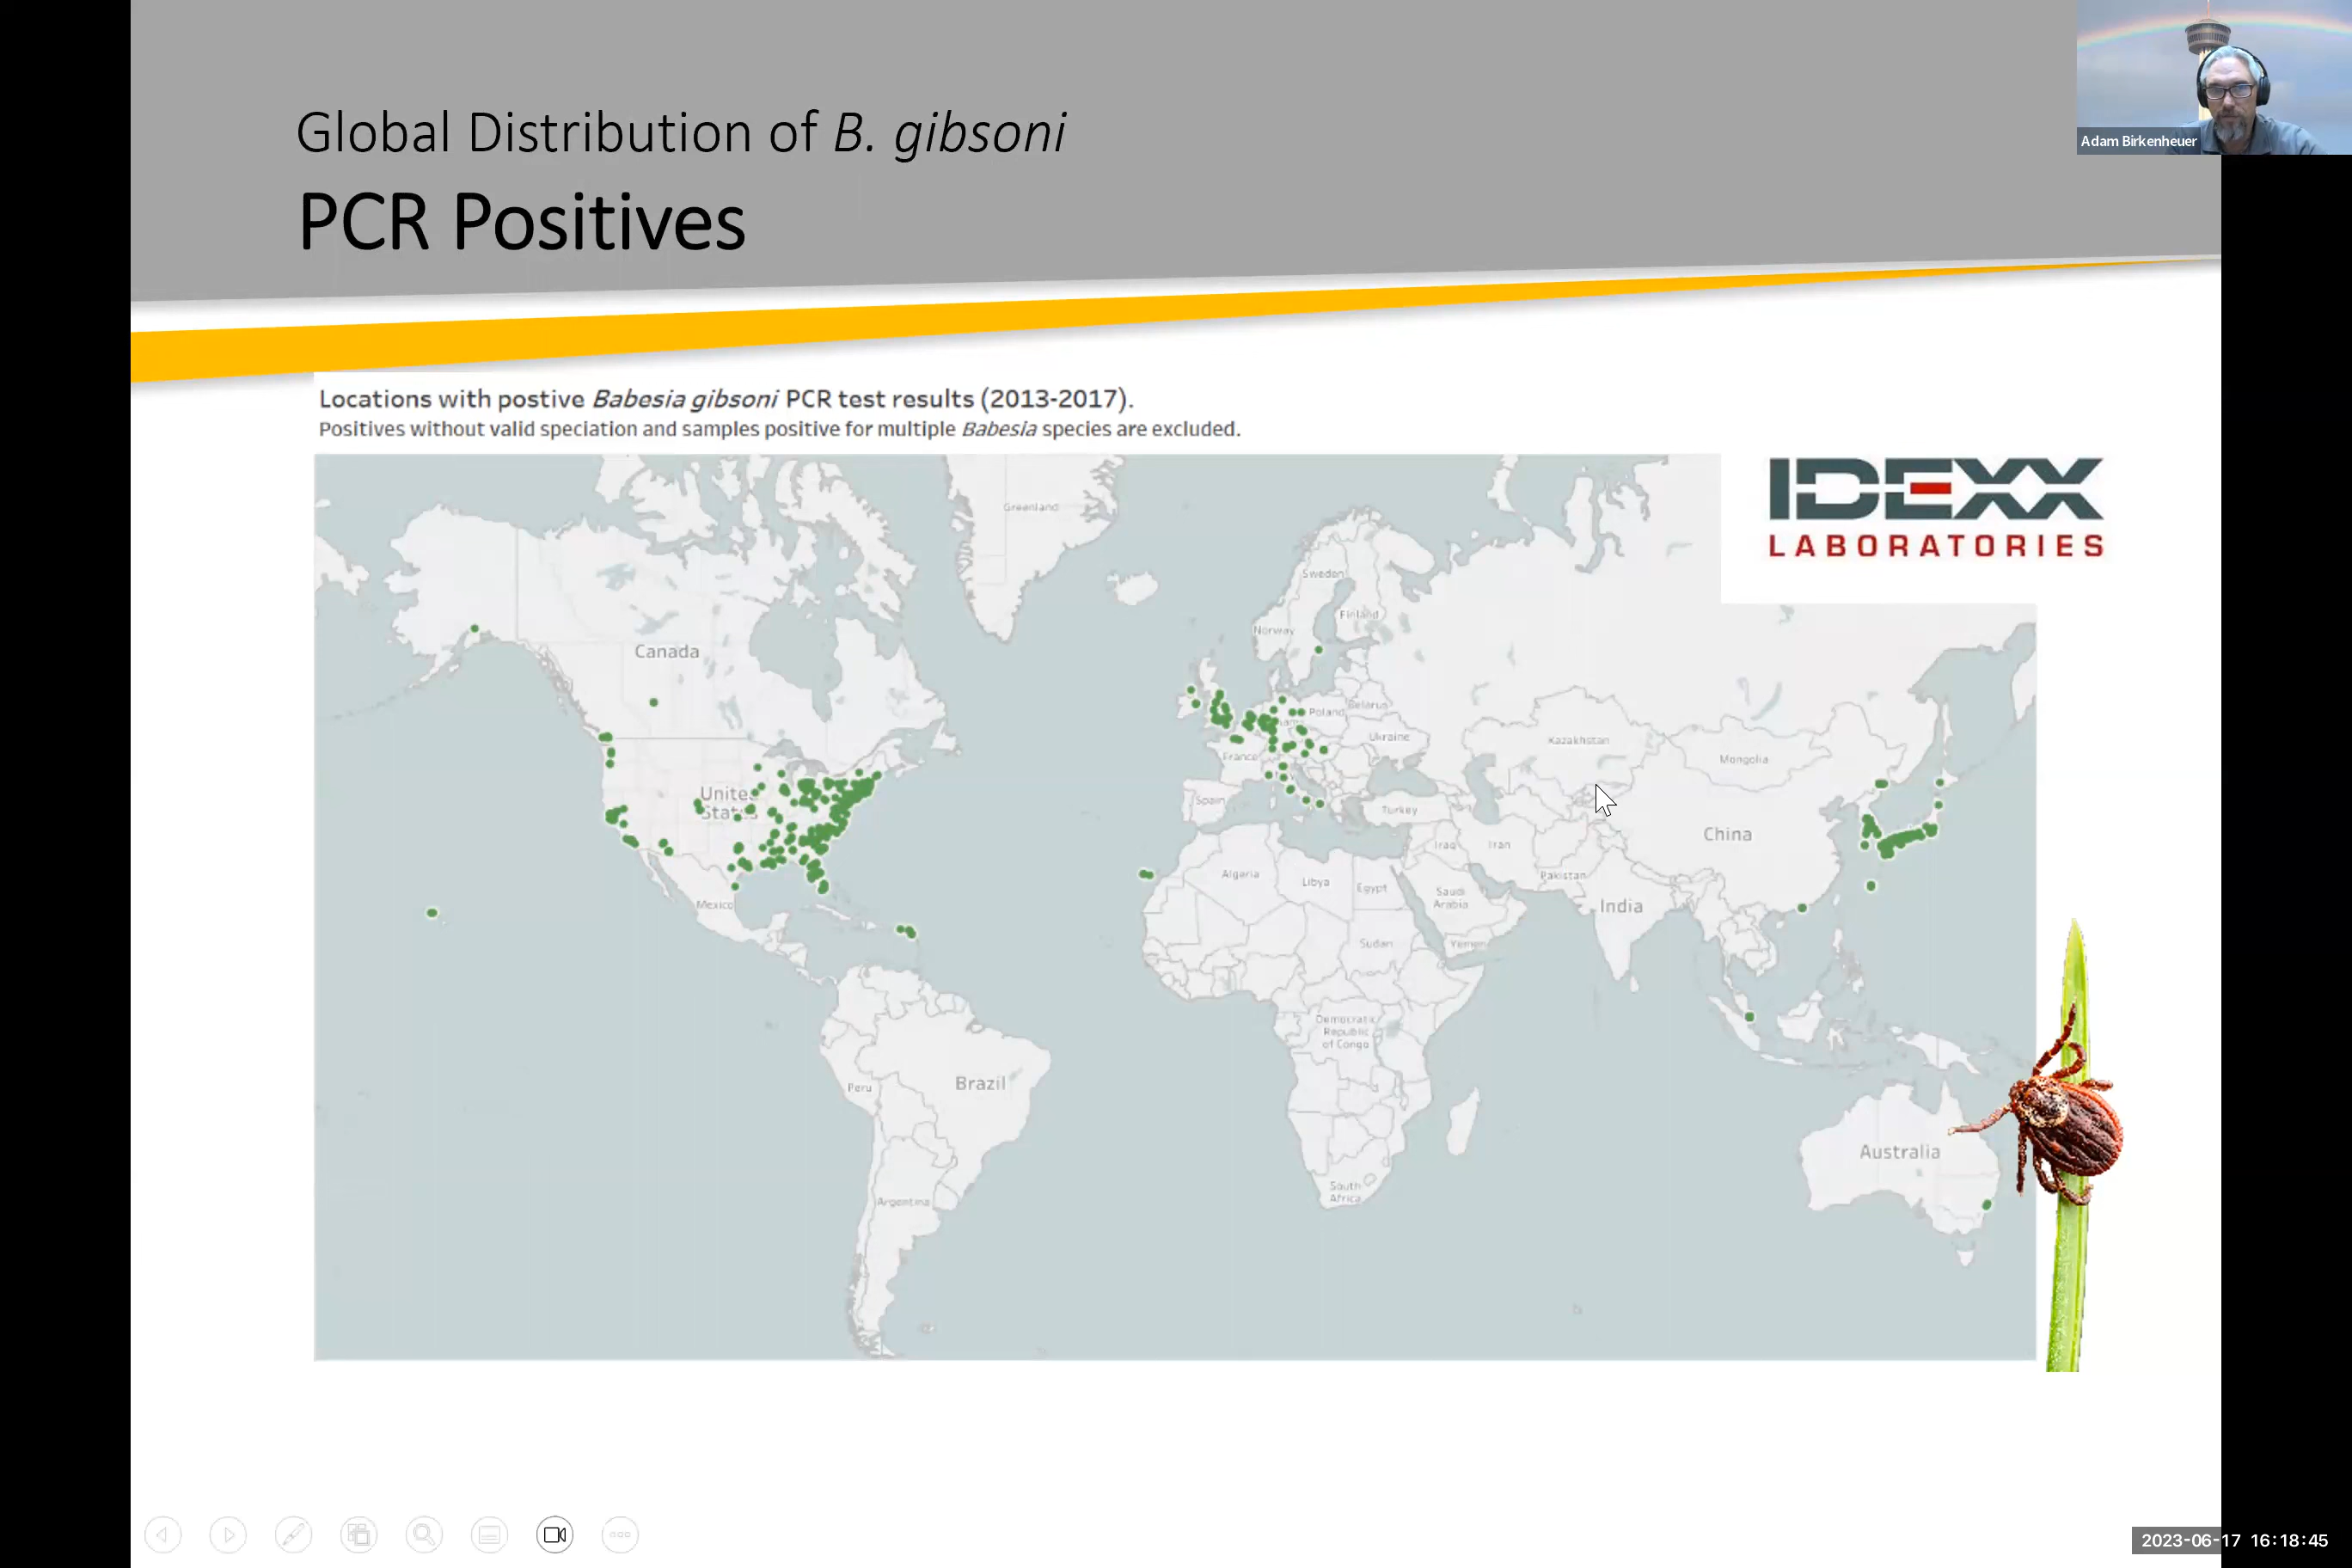 Global Distribution of B. gibsoni
PCR Positives
Adam Birkenheuer
Locations with postive Babesia gibsoni PCR test results (2013-2017).
Positives without valid speciation and samples positive for multiple Babesia species are excluded.
IDEXX
LABORATORIES
Greenland
Sweden
Finland
Norway
Canada
Poland
Belarus
Ukraine
Kazakhstan
France
Mongolia
United
States
Spain
Turkey
China
Iraq
Iran
Algeria
Libya
Egypt
Pakistan
Saudi
Arabia
Mexico
India
Sudan
Yemen
Democratic
Republic
of Congo
Peru
Brazil
Australia
South
Africa
Argentina
2023-06-17 16:18:45